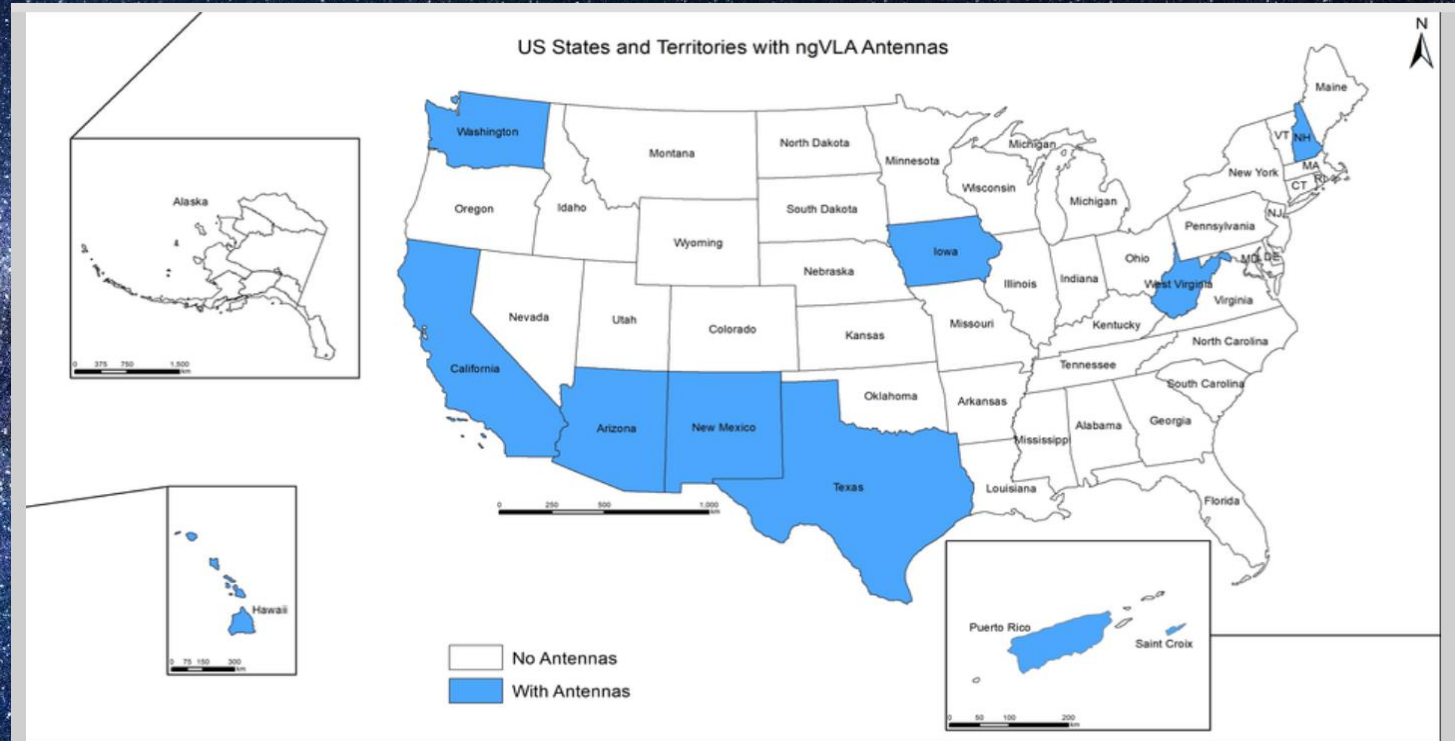 US States and Territories with ngVLA Antennas
N
Maine
Washington
VT
NH
North Dakota
Montana
Minnesota
Michigan
MA
New York
RI
CT
Wisconsin
Michigan
Alaska
Oregon
Idaho
South Dakota
NJ
Pennsylvania
Wyoming
Iowa
Ohio
MD
DE
Nebraska
Illinois
Indiana
West Virginia
Virginia
Nevada
Utah
Colorado
Kansas
Missouri
Kentucky
North Carolina
0 375 750 1,500
km
California
Tennessee
South Carolina
Oklahoma
Arkansas
Arizona
New Mexico
Mississippi
Alabama
Georgia
Texas
Louisiana
Florida
0 250 500 1,000
km
Hawaii
0 75 150 300
km
Puerto Rico
Saint Croix
0 50 100 200
km
No Antennas
With Antennas